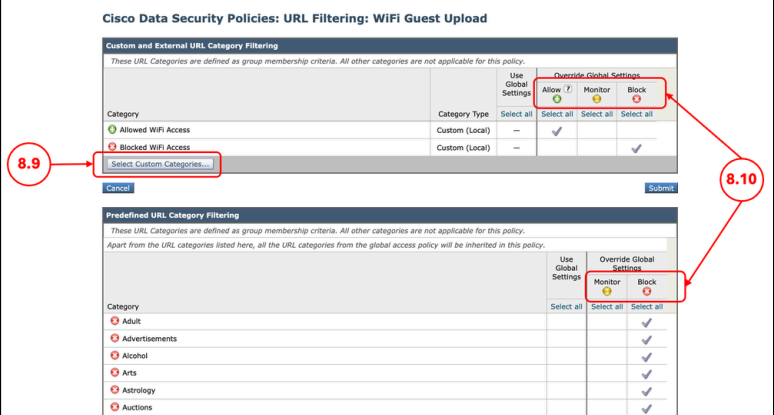 Cisco Data Security Policies: URL Filtering: WiFi Guest Upload
Custom and External URL Category Filtering
These URL Categories are defined as group membership criteria. All other categories are not applicable for this policy.
Use Global Settings
Override Global Settings
Allow ? Monitor Block
Category Category Type Select all Select all Select all Select all
Allowed WiFi Access Custom (Local) —
Blocked WiFi Access Custom (Local) —
Select Custom Categories...
8.9
8.10
Cancel Submit
Predefined URL Category Filtering
These URL Categories are defined as group membership criteria. All other categories are not applicable for this policy.
Apart from the URL categories listed here, all the URL categories from the global access policy will be inherited in this policy.
Use Global Settings
Override Global Settings
Monitor Block
Category Select all Select all Select all
Adult
Advertisements
Alcohol
Arts
Astrology
Auctions